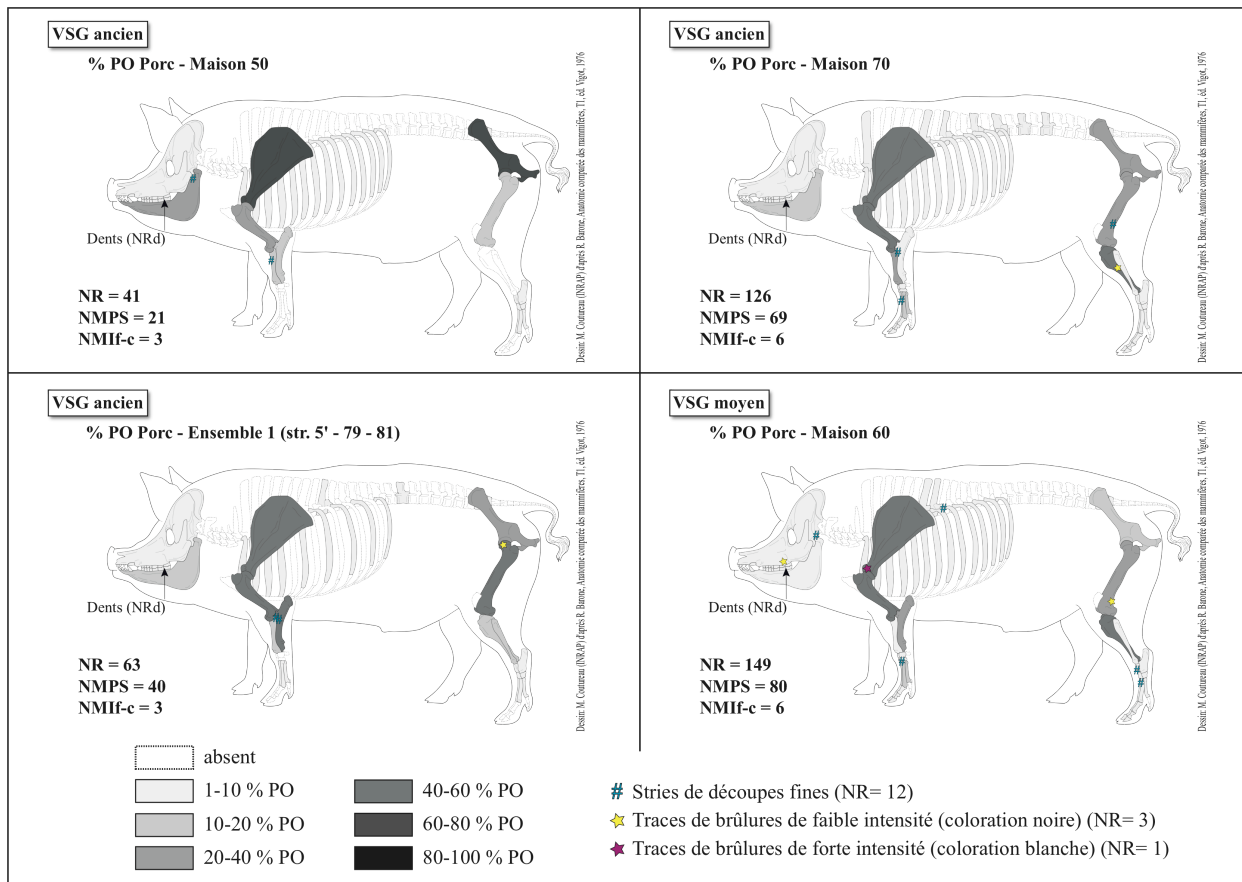 VSG ancien
% PO Porc - Maison 50
Dents (NRd)
NR = 41
NMPS = 21
NMIf-c = 3
Dessin: M. Coutureau (INRAP) d'après R. Barone, Anatomie comparée des mammifères, T1, éd. Vigot, 1976
VSG ancien
% PO Porc - Maison 70
Dents (NRd)
NR = 126
NMPS = 69
NMIf-c = 6
Dessin: M. Coutureau (INRAP) d'après R. Barone, Anatomie comparée des mammifères, T1, éd. Vigot, 1976
VSG ancien
% PO Porc - Ensemble 1 (str. 5' - 79 - 81)
Dents (NRd)
NR = 63
NMPS = 40
NMIf-c = 3
Dessin: M. Coutureau (INRAP) d'après R. Barone, Anatomie comparée des mammifères, T1, éd. Vigot, 1976
VSG moyen
% PO Porc - Maison 60
Dents (NRd)
NR = 149
NMPS = 80
NMIf-c = 6
Dessin: M. Coutureau (INRAP) d'après R. Barone, Anatomie comparée des mammifères, T1, éd. Vigot, 1976
absent
1-10 % PO
10-20 % PO
20-40 % PO
40-60 % PO
60-80 % PO
80-100 % PO
# Stries de découpes fines (NR= 12)
Traces de brûlures de faible intensité (coloration noire) (NR= 3)
Traces de brûlures de forte intensité (coloration blanche) (NR= 1)